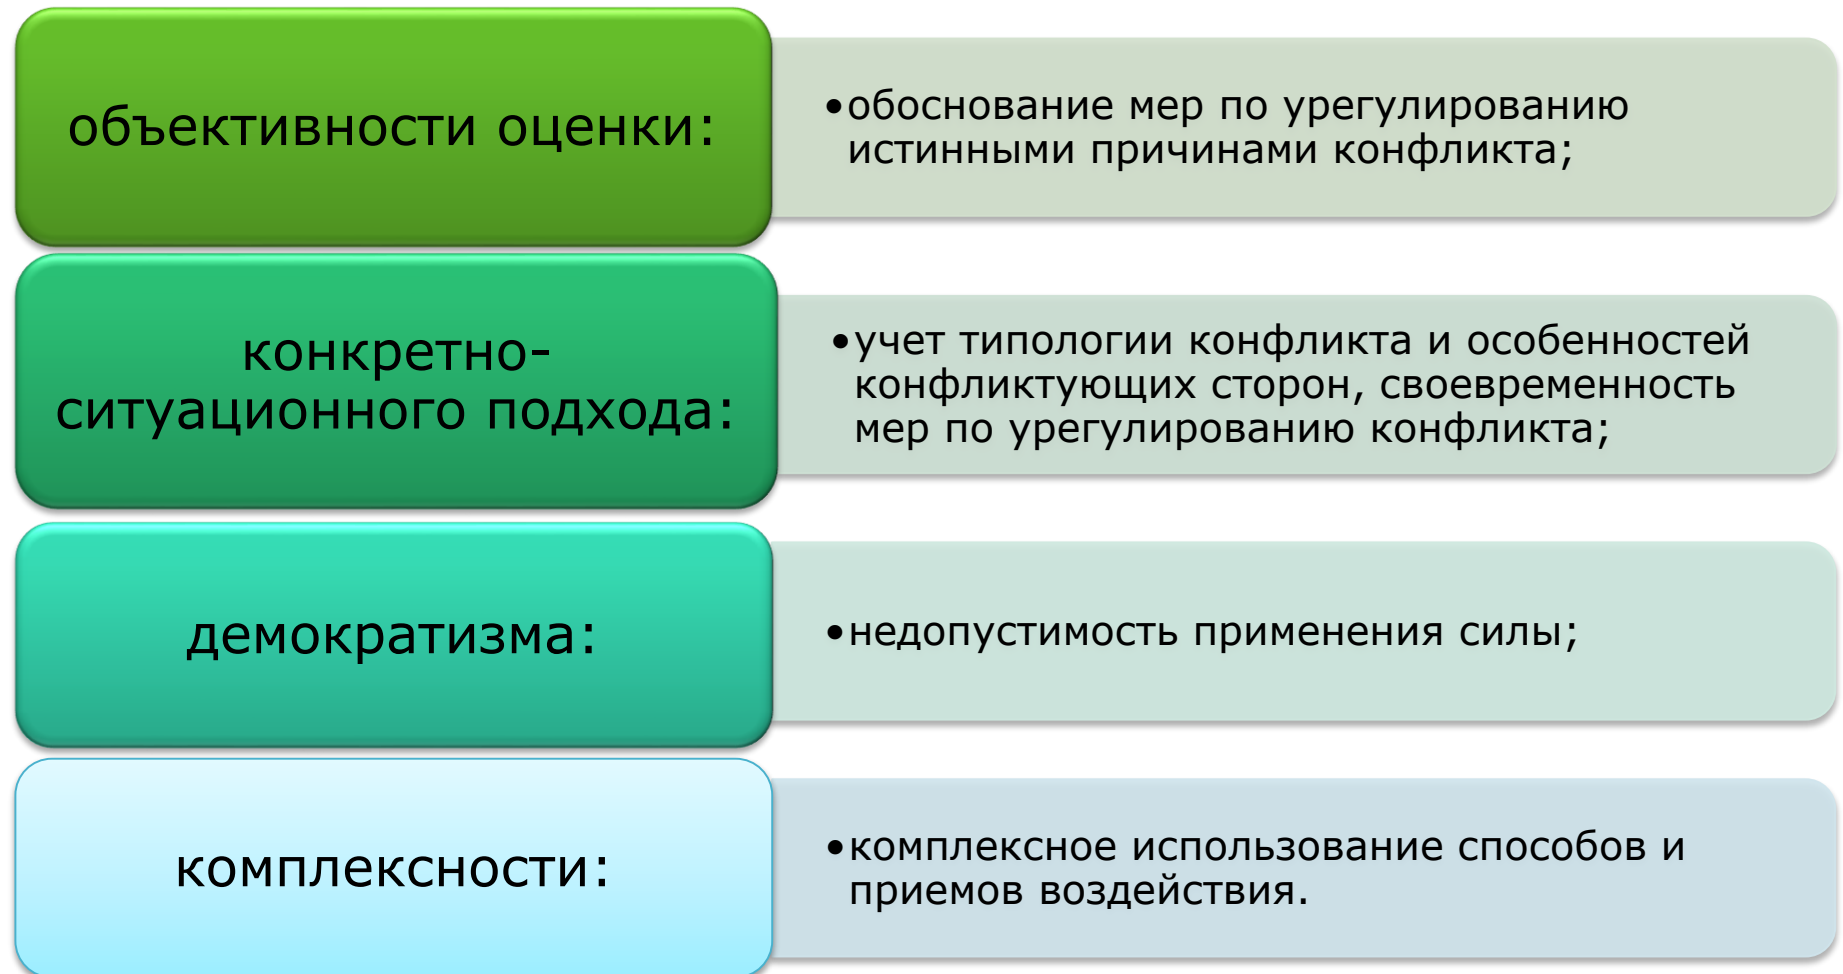 объективности оценки:
•обоснование мер по урегулированию
истинными причинами конфликта;
конкретно-
ситуационного подхода:
•учет типологии конфликта и особенностей
конфликтующих сторон, своевременность
мер по урегулированию конфликта;
демократизма:
•недопустимость применения силы;
комплексности:
•комплексное использование способов и
приемов воздействия.